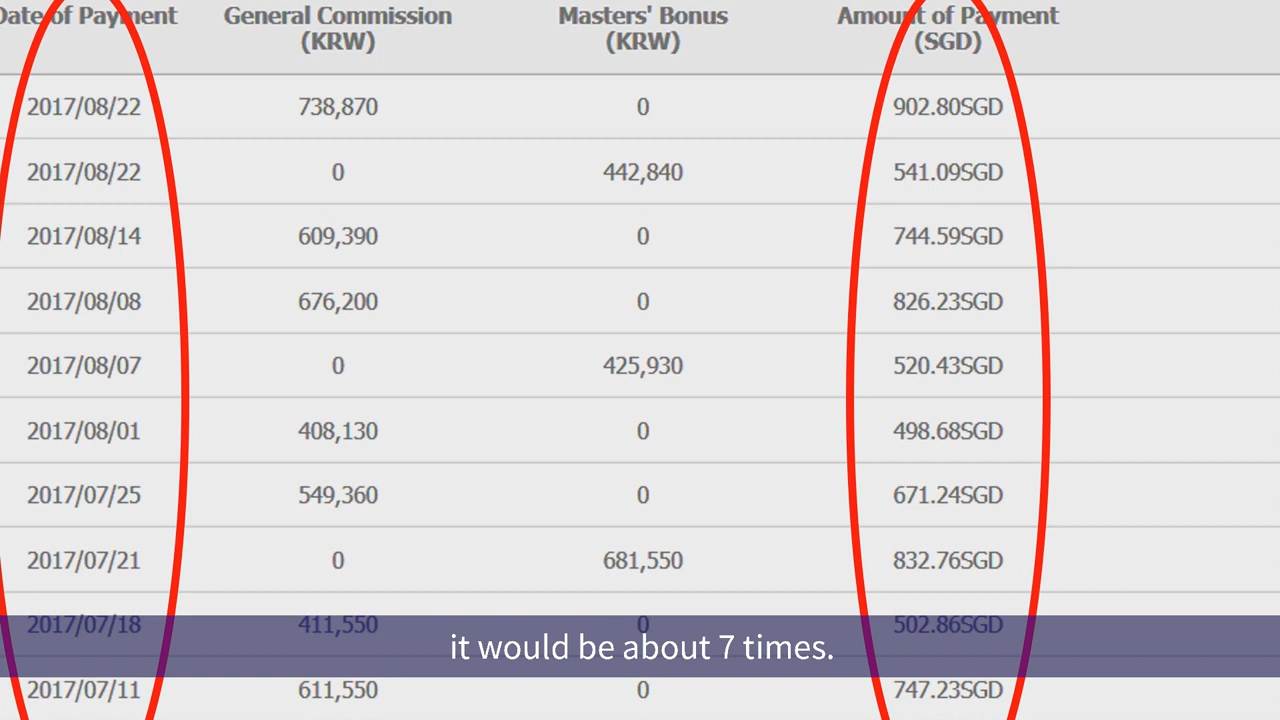 Date of Payment General Commission (KRW) Masters' Bonus (KRW) Amount of Payment (SGD)
2017/08/22 738,870 0 902.80SGD
2017/08/22 0 442,840 541.09SGD
2017/08/14 609,390 0 744.59SGD
2017/08/08 676,200 0 826.23SGD
2017/08/07 0 425,930 520.43SGD
2017/08/01 408,130 0 498.68SGD
2017/07/25 549,360 0 671.24SGD
2017/07/21 0 681,550 832.76SGD
2017/07/18 411,550 0 502.86SGD
it would be about 7 times.
2017/07/11 611,550 0 747.23SGD